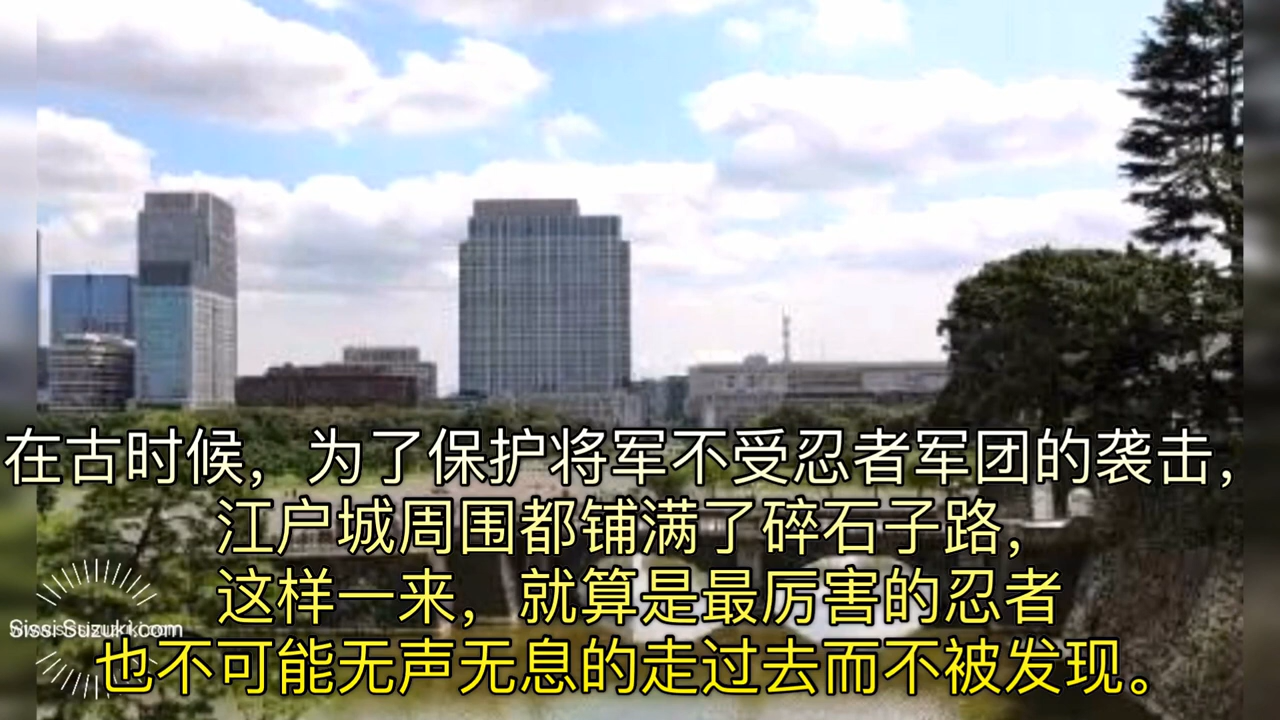 在古时候，为了保护将军不受忍者军团的袭击，
江户城周围都铺满了碎石子路，
这样一来，就算是最厉害的忍者
也不可能无声无息的走过去而不被发现。
Sissi Suzuki.com